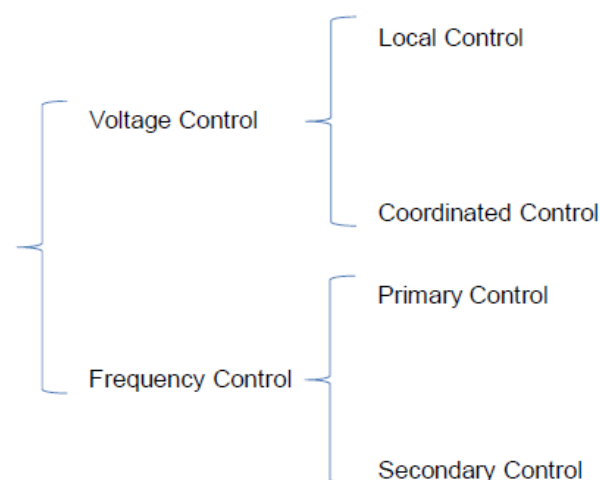 Local Control
Voltage Control
Coordinated Control
Primary Control
Frequency Control
Secondary Control